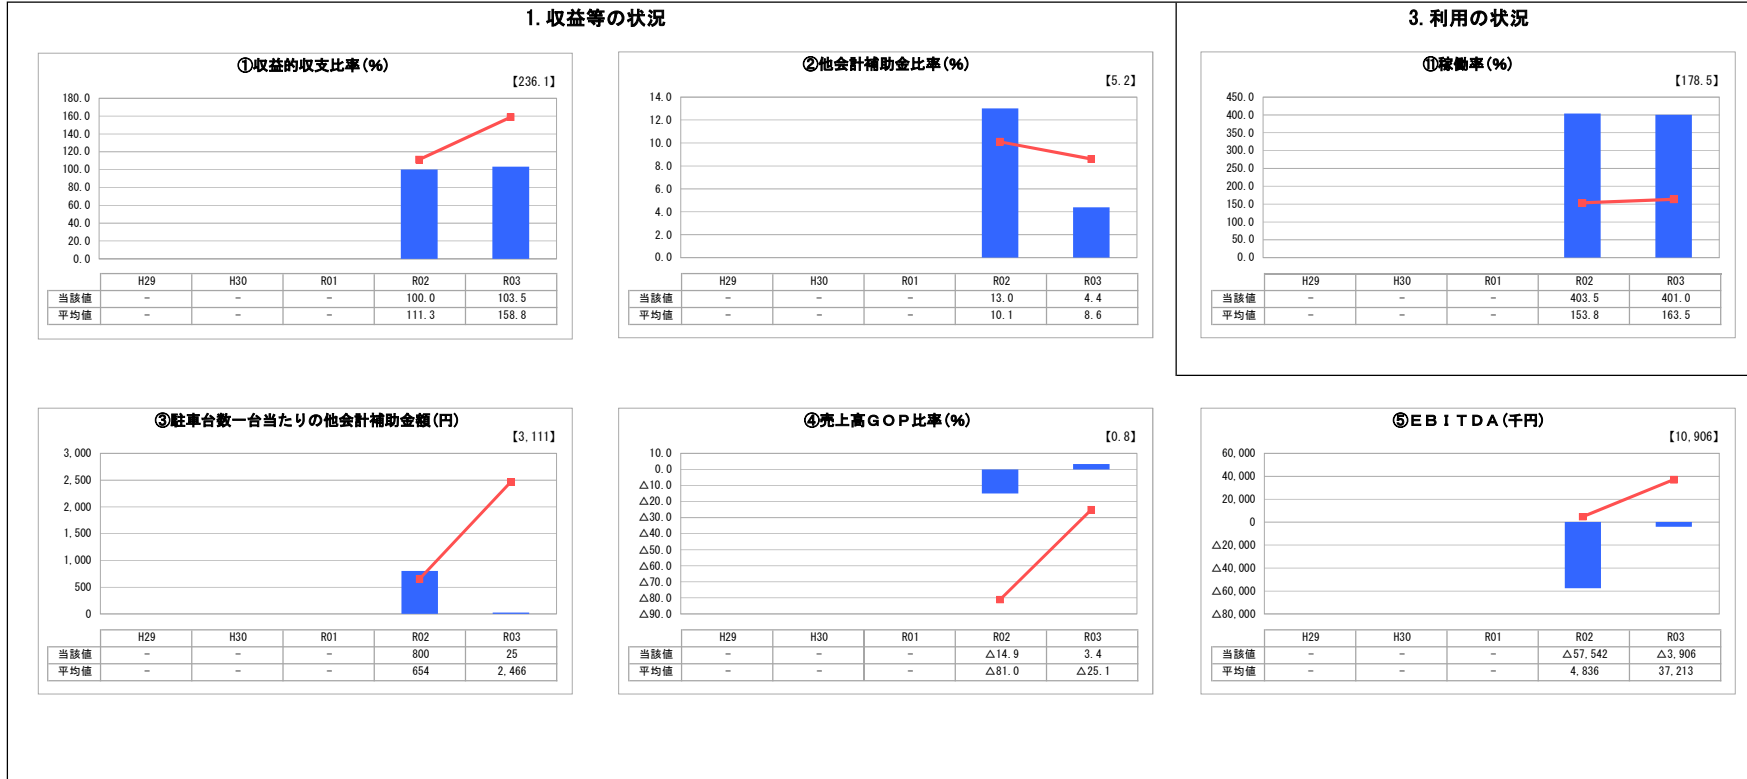 1. 収益等の状況
3. 利用の状況
①収益的収支比率(%)
【236.1】
180.0
160.0
140.0
120.0
100.0
80.0
60.0
40.0
20.0
0.0
H29 H30 R01 R02 R03
当該値 － － － 100.0 103.5
平均値 － － － 111.3 158.8
②他会計補助金比率(%)
【5.2】
14.0
12.0
10.0
8.0
6.0
4.0
2.0
0.0
H29 H30 R01 R02 R03
当該値 － － － 13.0 4.4
平均値 － － － 10.1 8.6
⑪稼働率(%)
【178.5】
450.0
400.0
350.0
300.0
250.0
200.0
150.0
100.0
50.0
0.0
H29 H30 R01 R02 R03
当該値 － － － 403.5 401.0
平均値 － － － 153.8 163.5
③駐車台数一台当たりの他会計補助金額(円)
【3,111】
3,000
2,500
2,000
1,500
1,000
500
0
H29 H30 R01 R02 R03
当該値 － － － 800 25
平均値 － － － 654 2,466
④売上高ＧＯＰ比率(%)
【0.8】
10.0
0.0
△10.0
△20.0
△30.0
△40.0
△50.0
△60.0
△70.0
△80.0
△90.0
H29 H30 R01 R02 R03
当該値 － － － △14.9 3.4
平均値 － － － △81.0 △25.1
⑤ＥＢＩＴＤＡ(千円)
【10,906】
60,000
40,000
20,000
0
△20,000
△40,000
△60,000
△80,000
H29 H30 R01 R02 R03
当該値 － － － △57,542 △3,906
平均値 － － － 4,836 37,213